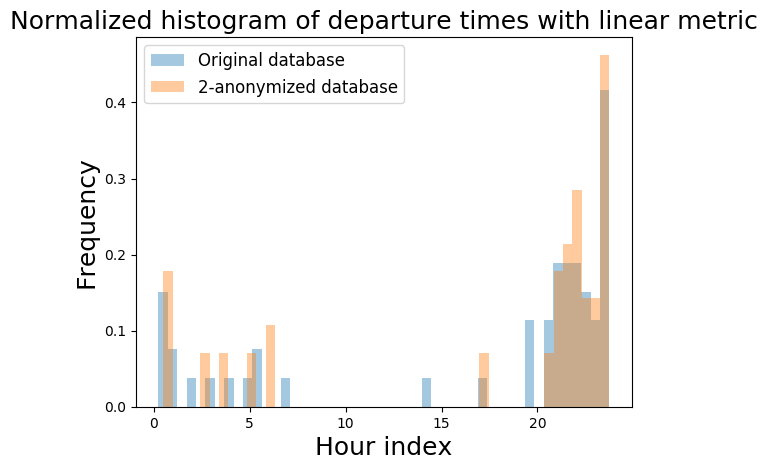 Normalized histogram of departure times with linear metric
Original database
2-anonymized database
Frequency
0.4
0.3
0.2
0.1
0.0
0 5 10 15 20
Hour index